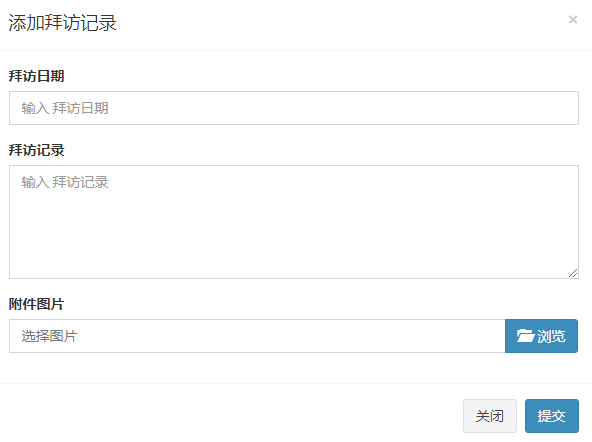 添加拜访记录
×
拜访日期
输入 拜访日期
拜访记录
输入 拜访记录
附件图片
选择图片
浏览
关闭
提交